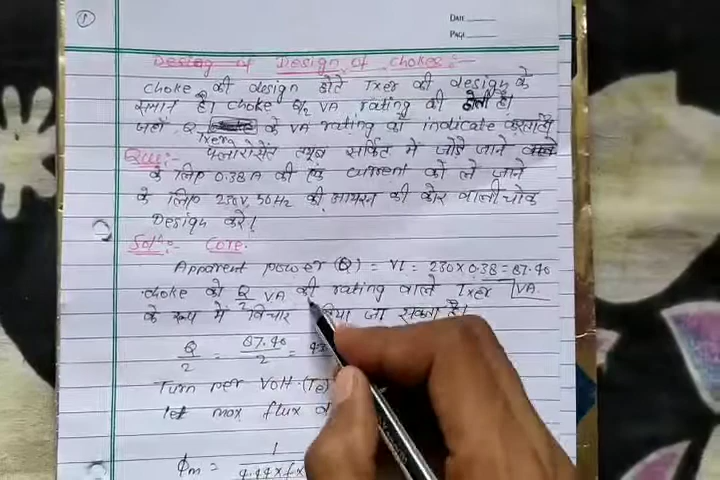 1
DATE
PAGE
Design of Chokes:-
Choke की design होते Txer की design के
समान है। Choke Q/2 VA rating की होती है।
जहाँ Q Txer के VA rating को indicate करता है
Que:- फ्लोरोसेंट ट्यूब सर्किट में जोड़े जाने वाले
के लिए 0.38A की current को ले जाने
के लिए 230V, 50Hz की आयरन की कोर वाली चोक
Design करें।
Solⁿ:- Core.
Apparent power (Q) = VI = 230×0.38 = 87.40 VA.
choke को Q/2 VA की rating वाले Txer
के रूप में विचार किया जा सकता है।
Q/2 = 87.40/2 =
Turn per Volt (Te)
let max flux
Φm = 1 / 4.44×f×